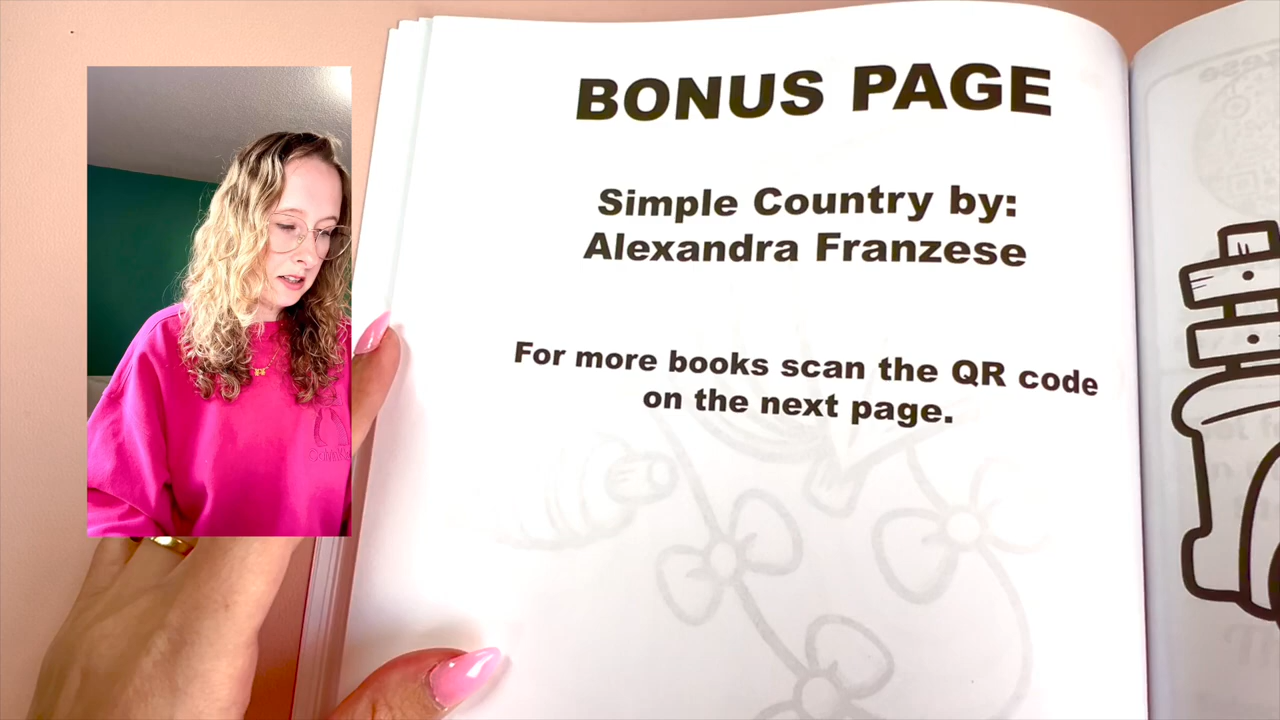 BONUS PAGE
Simple Country by:
Alexandra Franzese
For more books scan the QR code
on the next page.